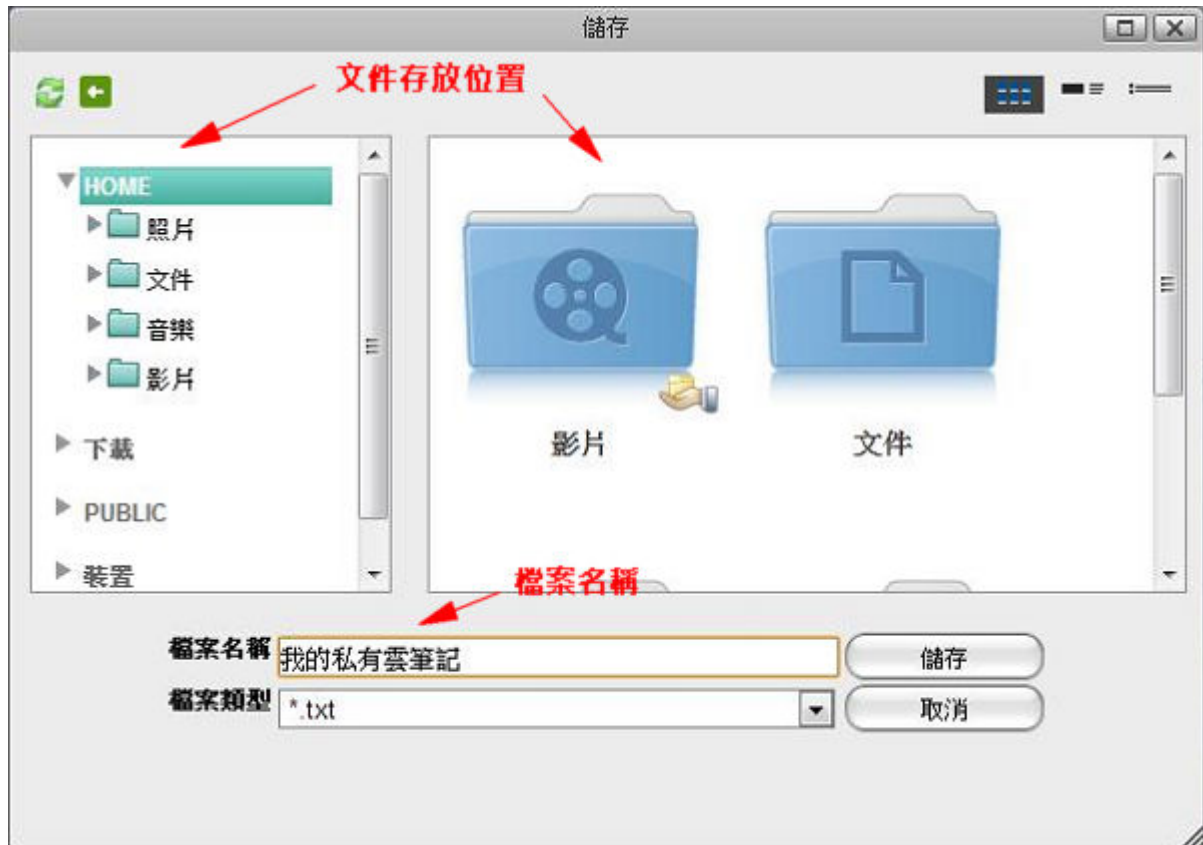 儲存
文件存放位置
HOME
照片
文件
音樂
影片
下載
PUBLIC
裝置
影片
文件
檔案名稱
檔案名稱 我的私有雲筆記 儲存
檔案類型 *.txt 取消